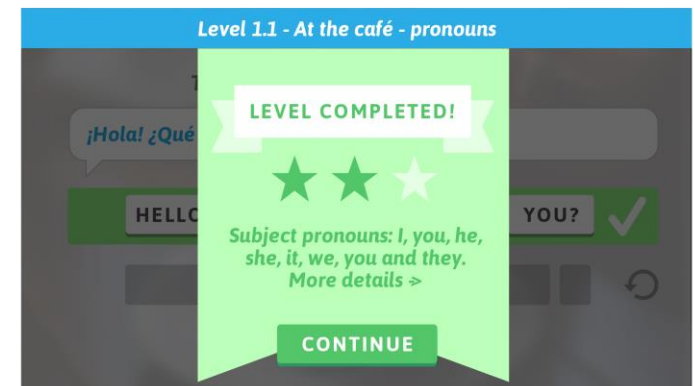 Level 1.1 - At the café - pronouns
LEVEL COMPLETED!
¡Hola! ¿Qué
YOU?
Subject pronouns: I, you, he,
she, it, we, you and they.
More details ->
CONTINUE